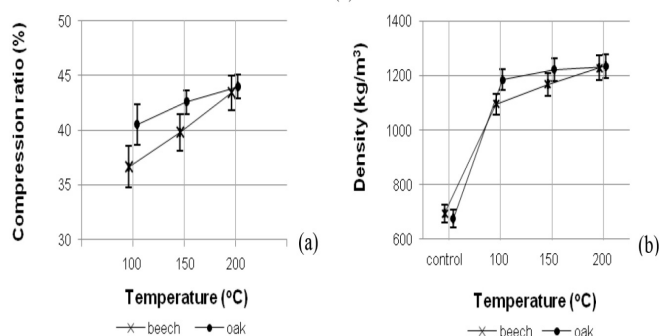 50
45
40
35
30
Compression ratio (%)
100 150 200
Temperature (ºC)
beech oak
(a)
1400
1200
1000
800
600
Density (kg/m³)
control 100 150 200
Temperature (ºC)
beech oak
(b)